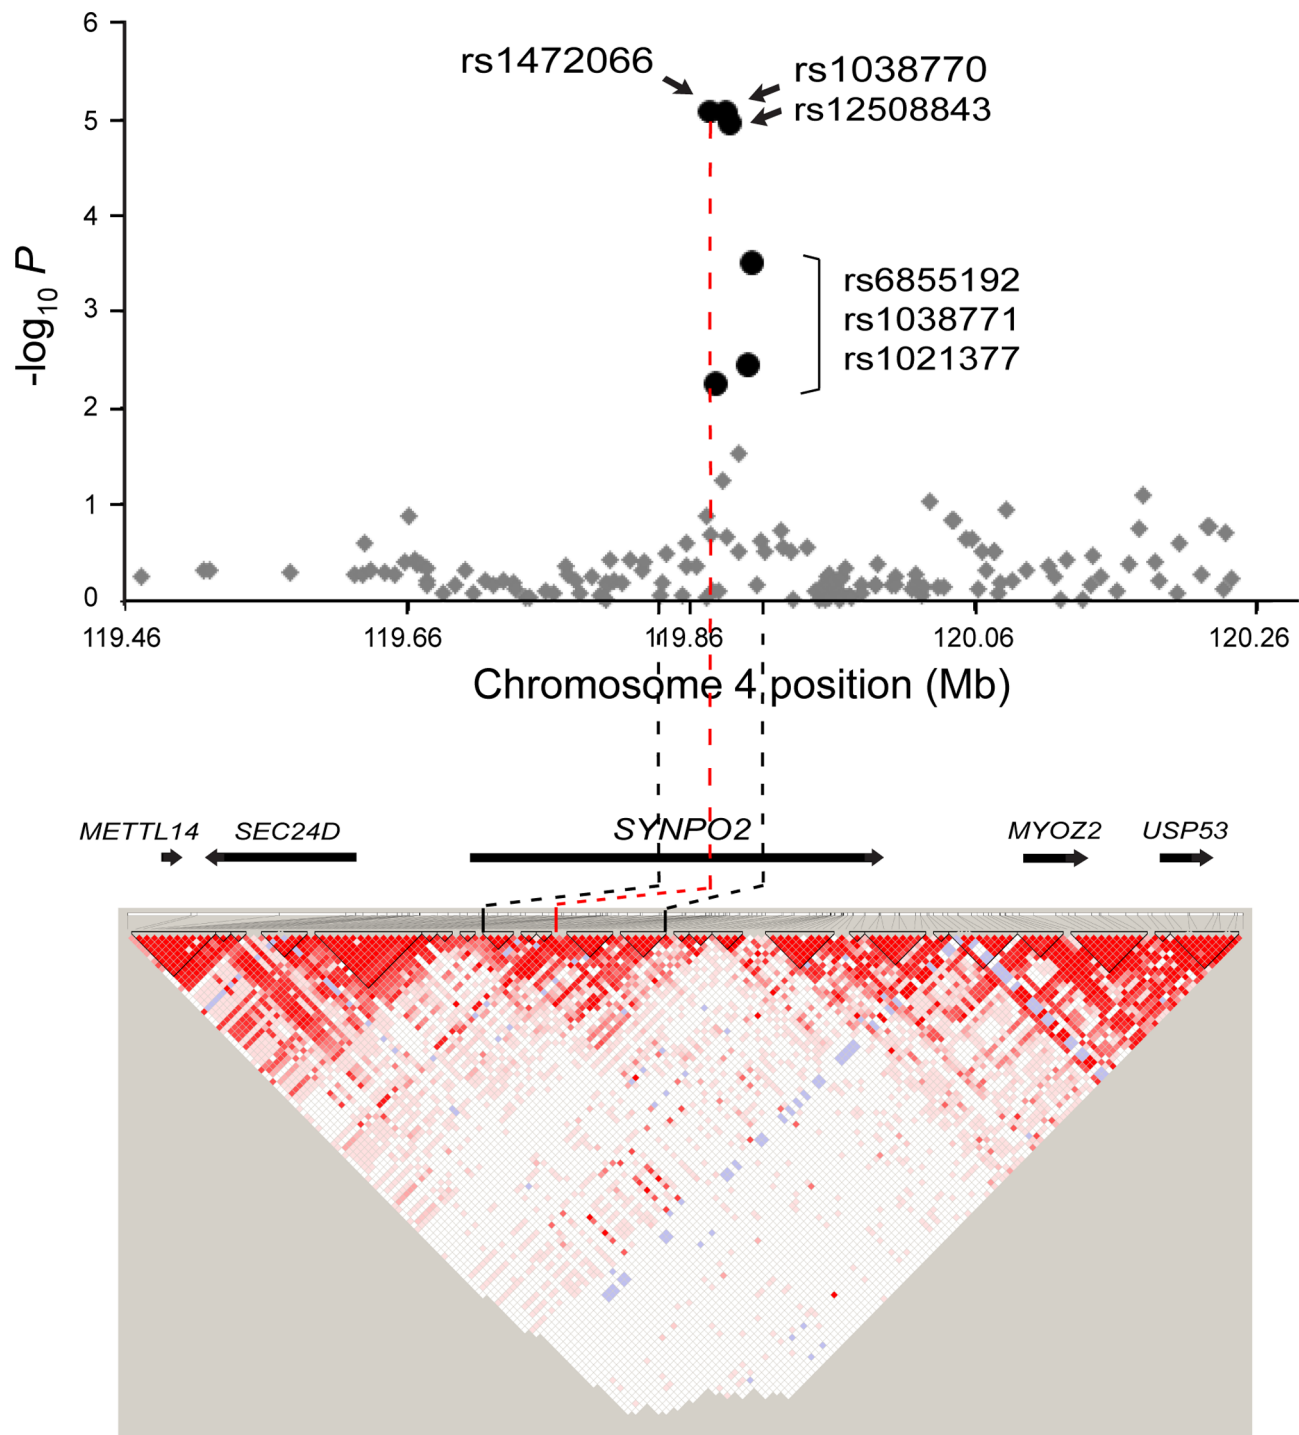 6
rs1472066
rs1038770
rs12508843
5
4
-log10 P
rs6855192
rs1038771
rs1021377
3
2
1
0
119.46 119.66 119.86 120.06 120.26
Chromosome 4 position (Mb)
METTL14 SEC24D SYNPO2 MYOZ2 USP53